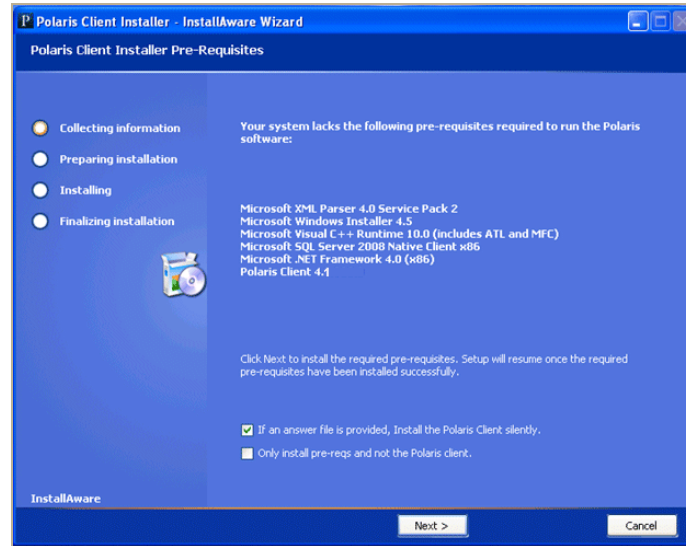 P Polaris Client Installer - InstallAware Wizard
Polaris Client Installer Pre-Requisites
Collecting information
Preparing installation
Installing
Finalizing installation
Your system lacks the following pre-requisites required to run the Polaris
software:
Microsoft XML Parser 4.0 Service Pack 2
Microsoft Windows Installer 4.5
Microsoft Visual C++ Runtime 10.0 (includes ATL and MFC)
Microsoft SQL Server 2008 Native Client x86
Microsoft .NET Framework 4.0 (x86)
Polaris Client 4.1
Click Next to install the required pre-requisites. Setup will resume once the required
pre-requisites have been installed successfully.
If an answer file is provided, Install the Polaris Client silently.
Only install pre-reqs and not the Polaris client.
InstallAware
Next >
Cancel